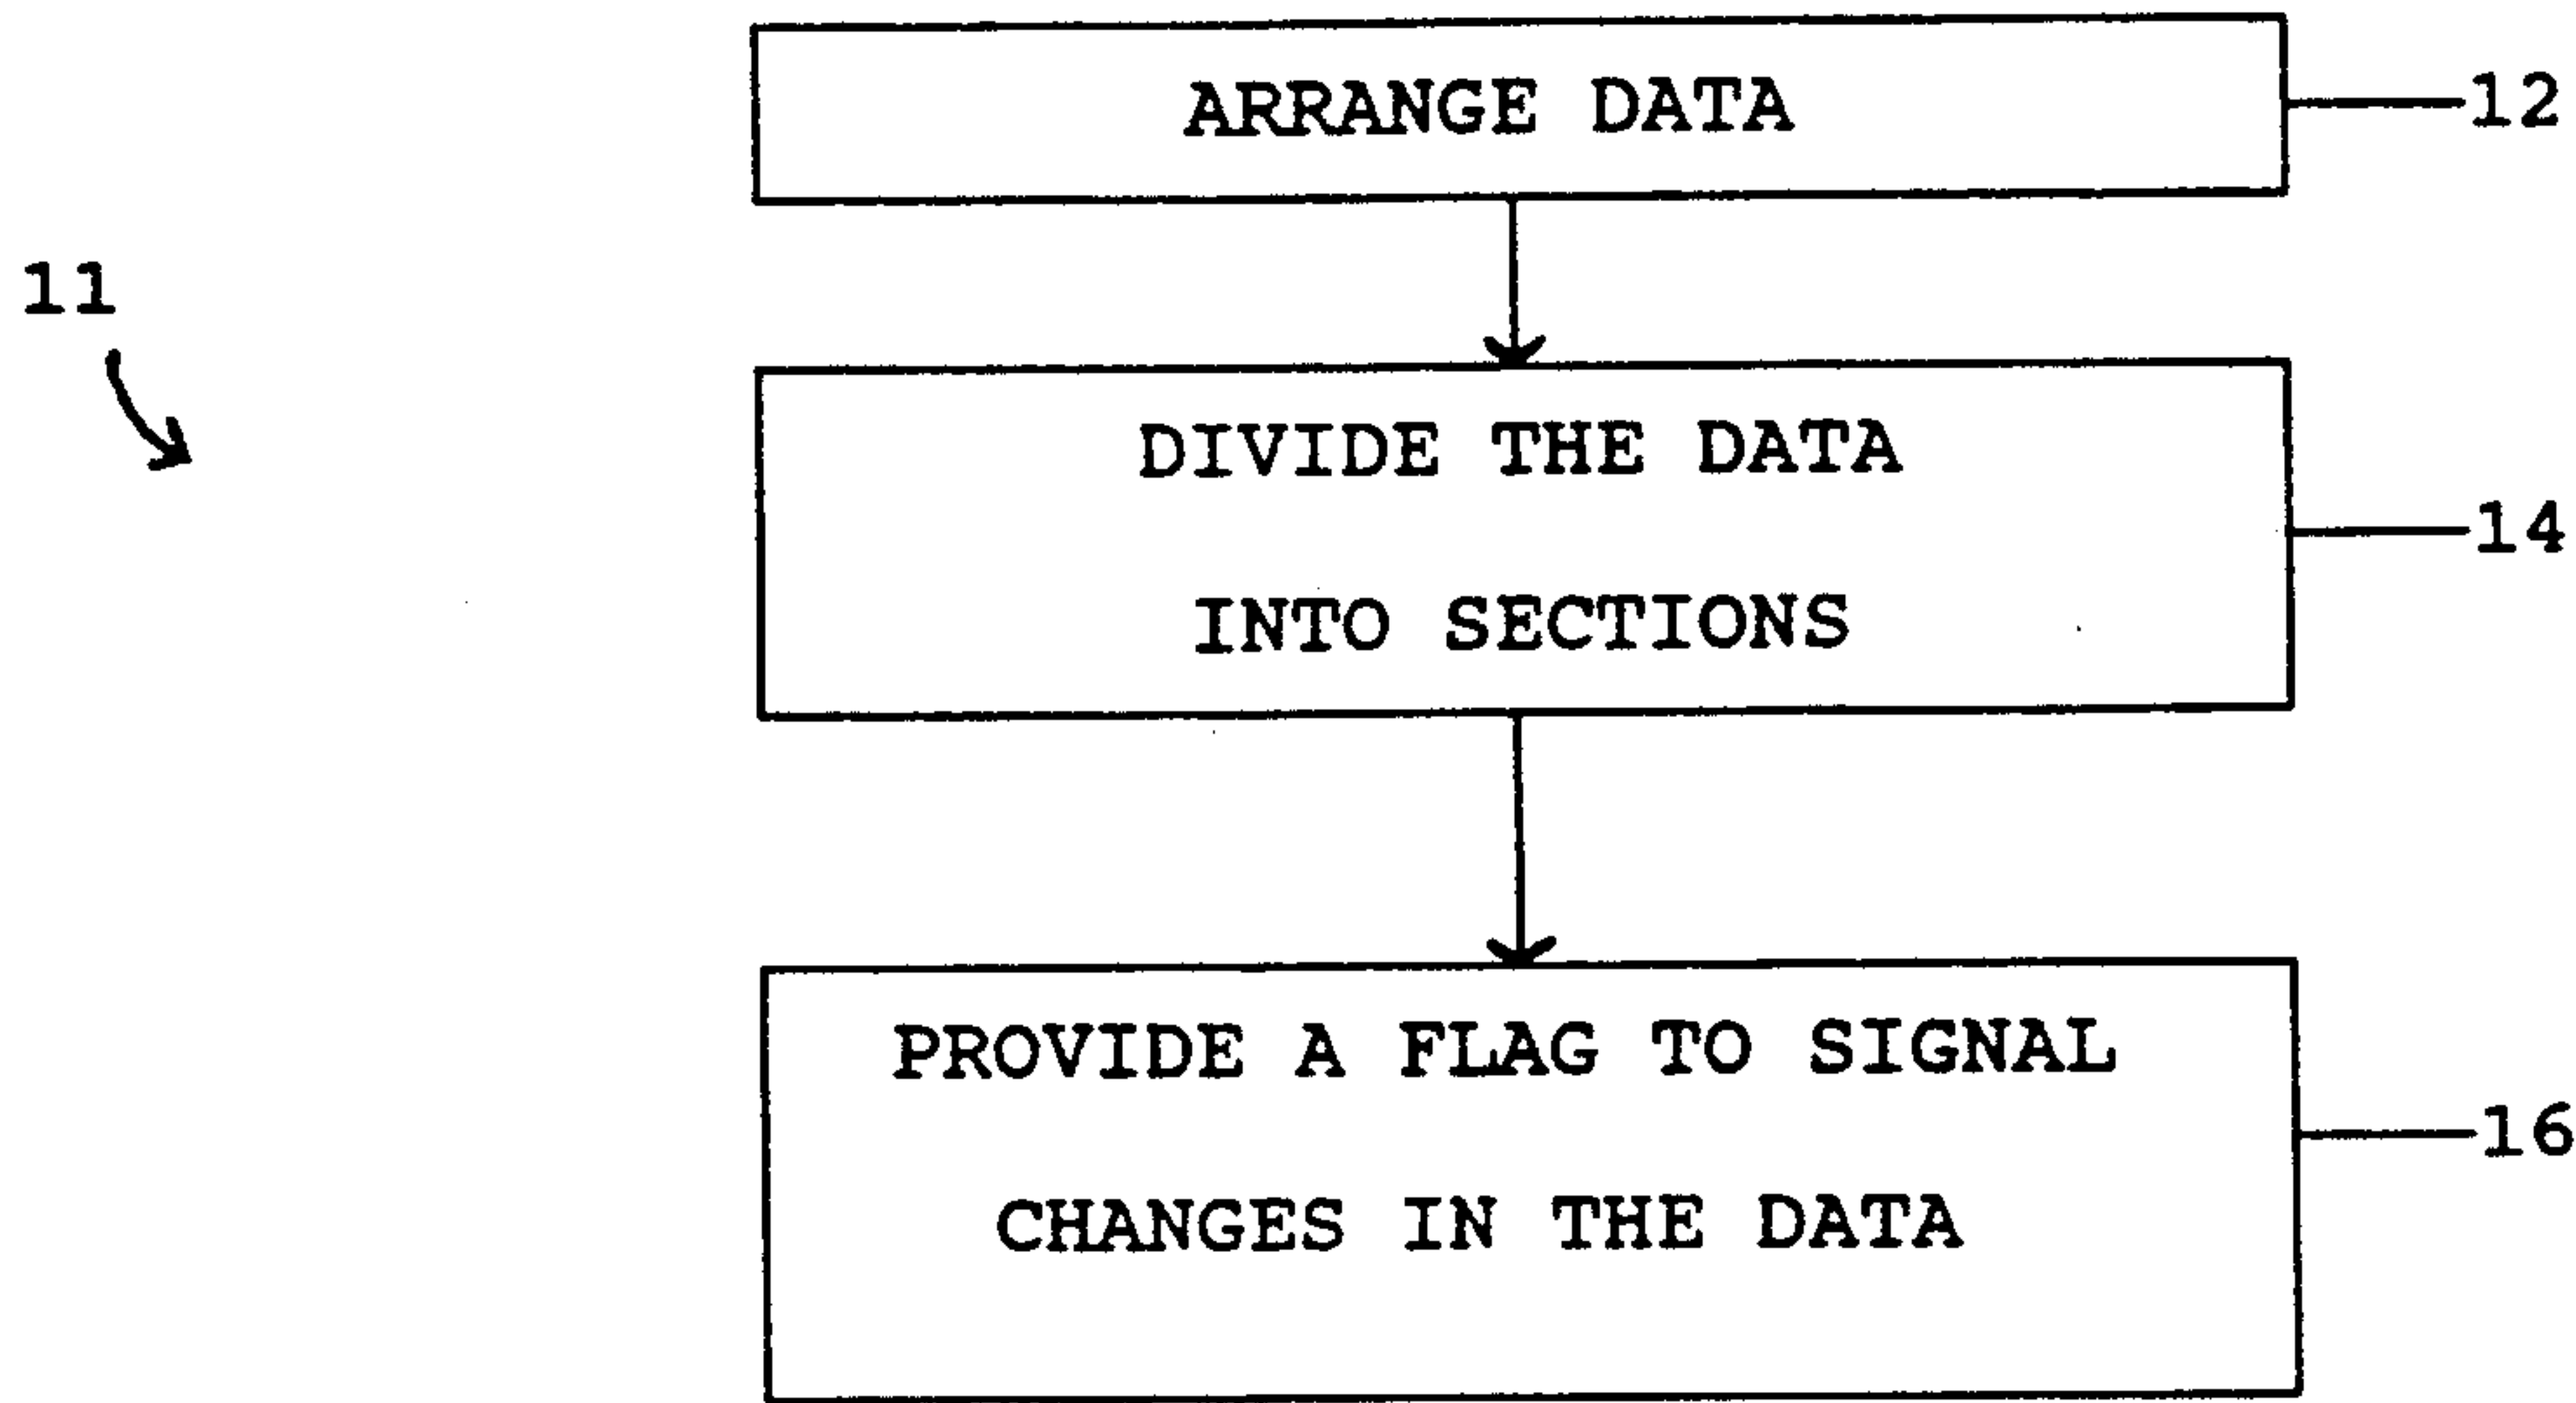 ARRANGE DATA
12
11
DIVIDE THE DATA
INTO SECTIONS
14
PROVIDE A FLAG TO SIGNAL
CHANGES IN THE DATA
16